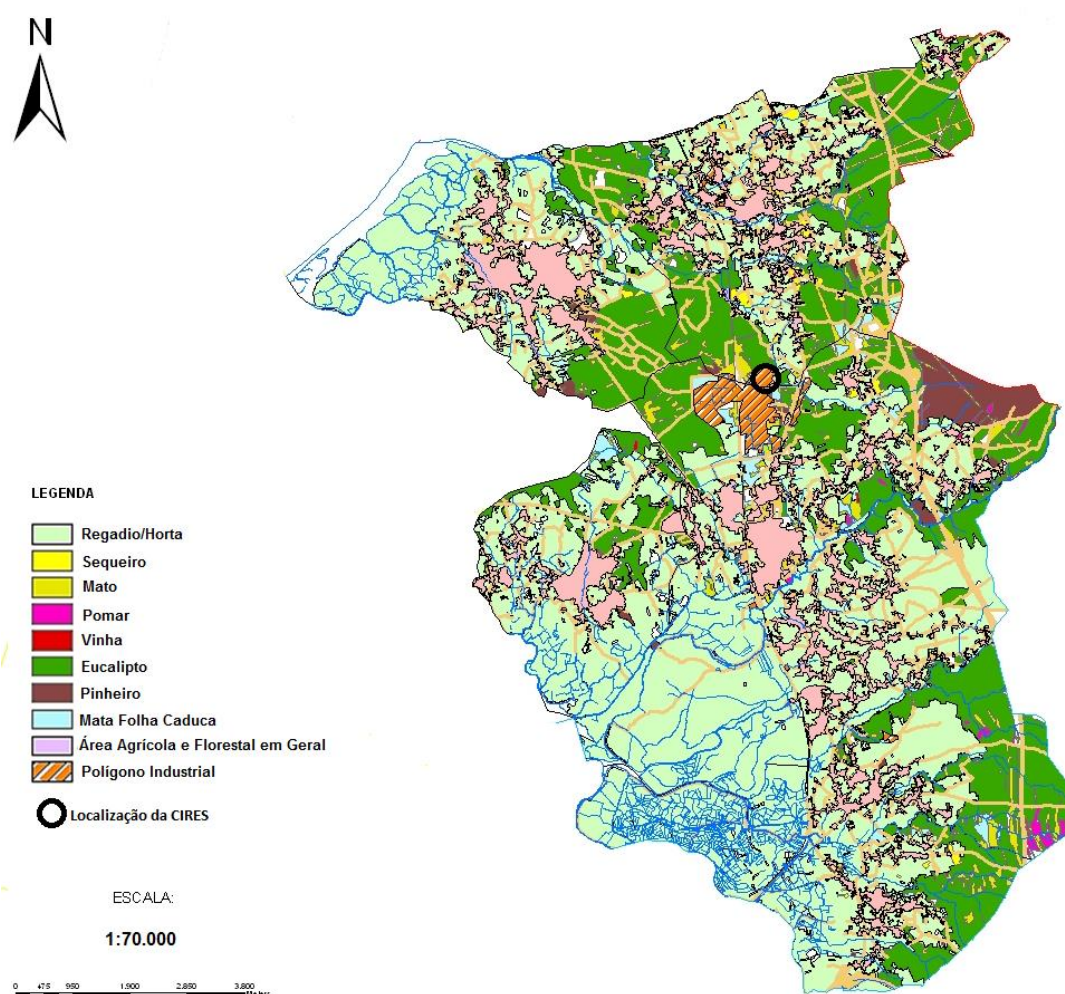 N
LEGENDA
Regadio/Horta
Sequeiro
Mato
Pomar
Vinha
Eucalipto
Pinheiro
Mata Folha Caduca
Área Agrícola e Florestal em Geral
Polígono Industrial
Localização da CIRES
ESCALA:
1:70.000
0 475 950 1.900 2.850 3.800